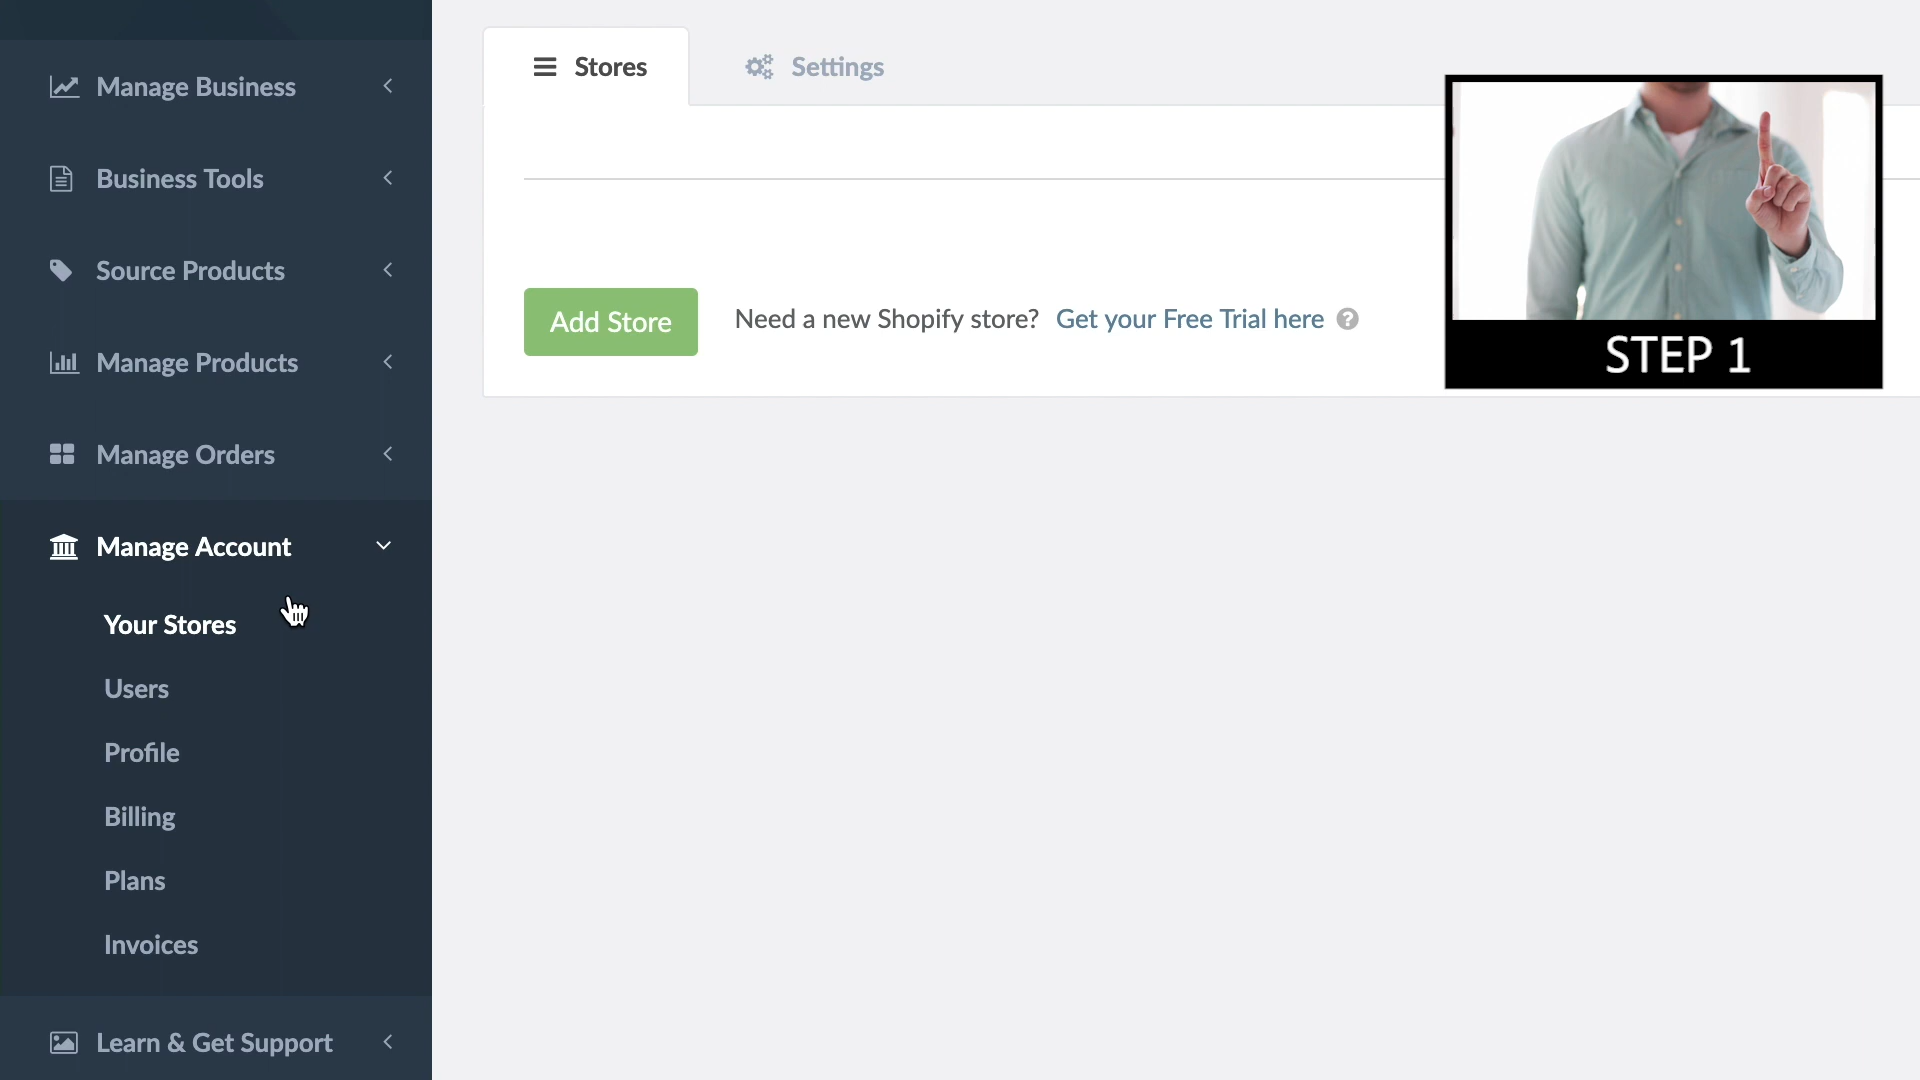 Manage Business
Business Tools
Source Products
Manage Products
Manage Orders
Manage Account
Your Stores
Users
Profile
Billing
Plans
Invoices
Learn & Get Support
Stores
Settings
Add Store
Need a new Shopify store? Get your Free Trial here ?
STEP 1